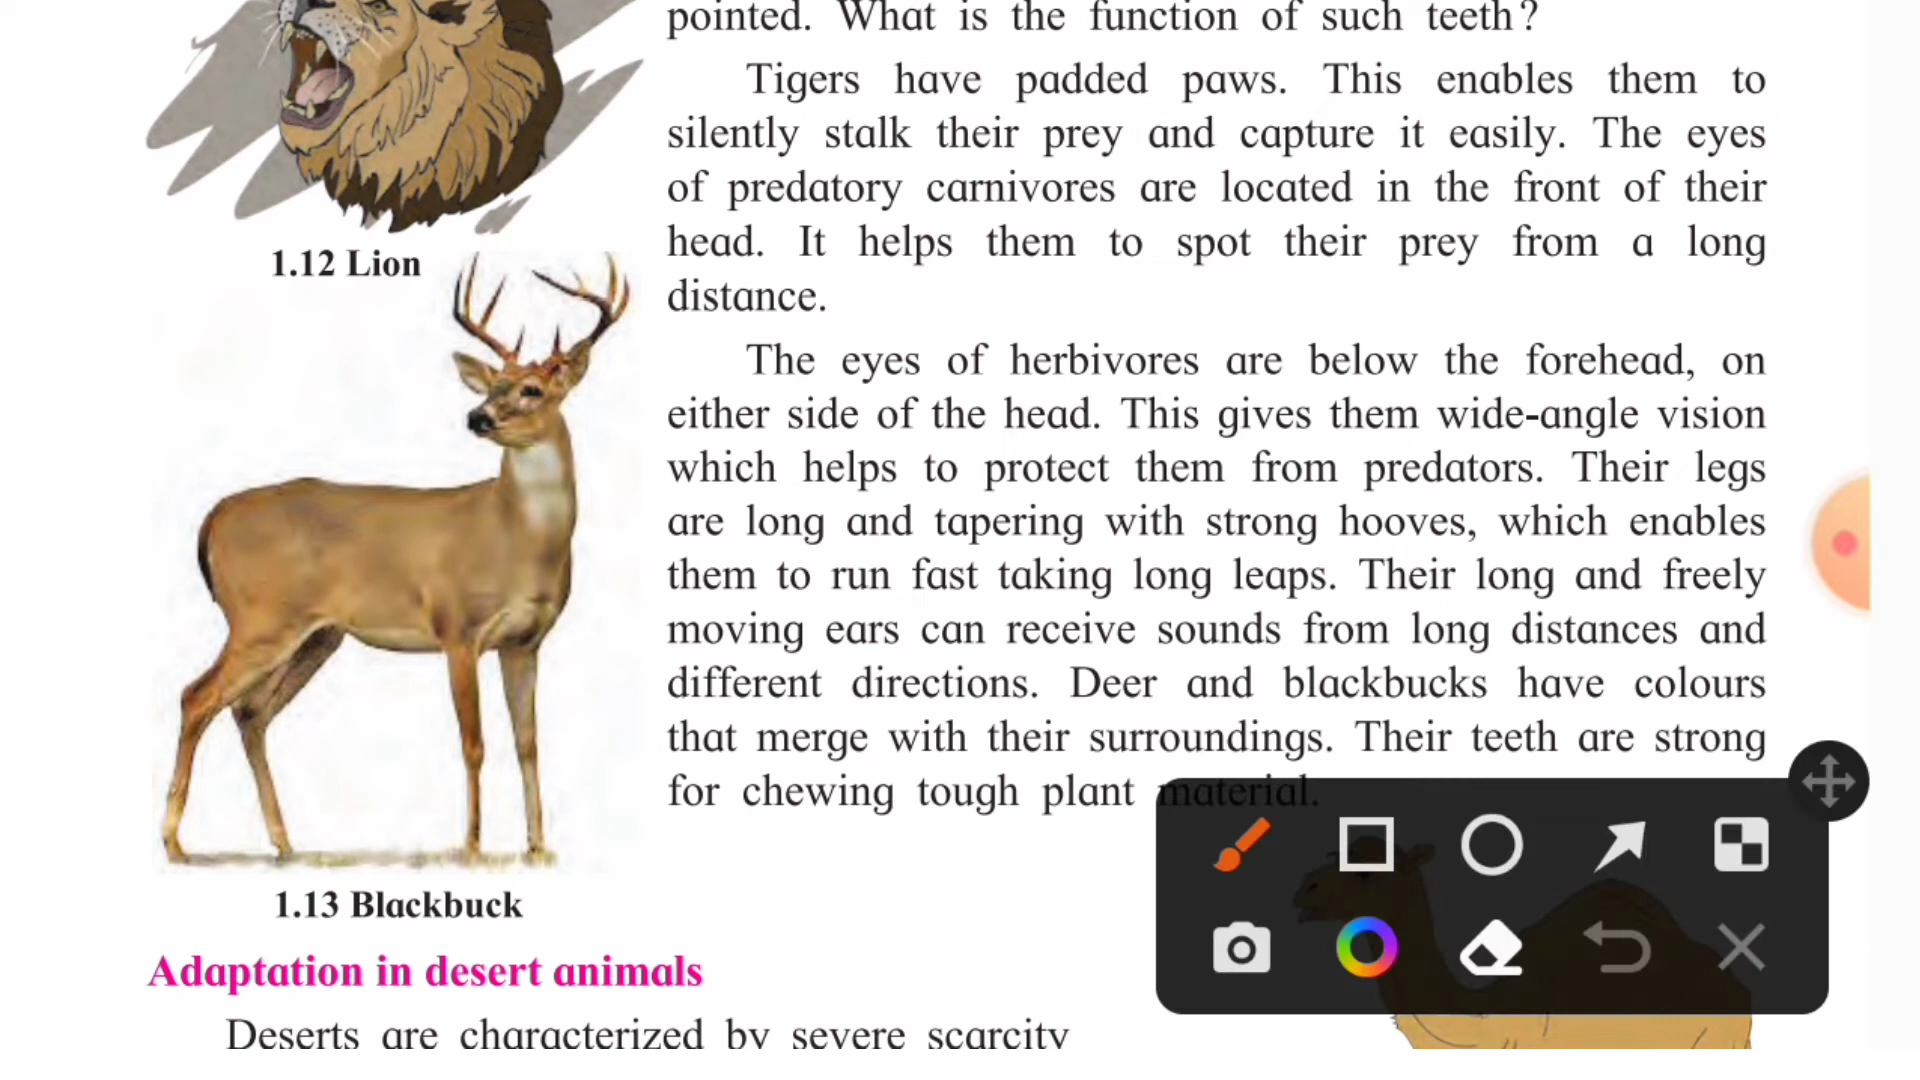 pointed. What is the function of such teeth?
Tigers have padded paws. This enables them to
silently stalk their prey and capture it easily. The eyes
of predatory carnivores are located in the front of their
head. It helps them to spot their prey from a long
distance.
1.12 Lion
The eyes of herbivores are below the forehead, on
either side of the head. This gives them wide-angle vision
which helps to protect them from predators. Their legs
are long and tapering with strong hooves, which enables
them to run fast taking long leaps. Their long and freely
moving ears can receive sounds from long distances and
different directions. Deer and blackbucks have colours
that merge with their surroundings. Their teeth are strong
for chewing tough plant material.
1.13 Blackbuck
Adaptation in desert animals
Deserts are characterized by severe scarcity